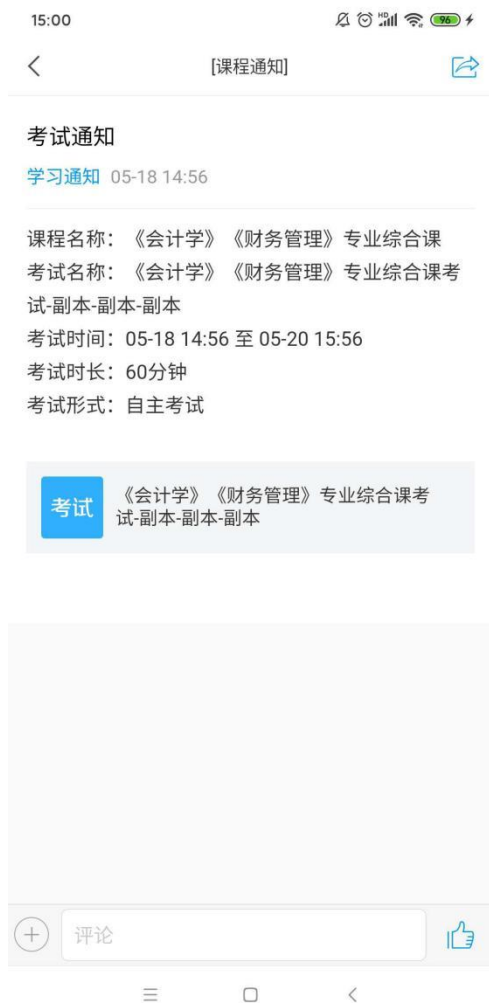 15:00 HD 96
[课程通知]
考试通知
学习通知 05-18 14:56
课程名称：《会计学》《财务管理》专业综合课
考试名称：《会计学》《财务管理》专业综合课考
试-副本-副本-副本
考试时间：05-18 14:56 至 05-20 15:56
考试时长：60分钟
考试形式：自主考试
考试
《会计学》《财务管理》专业综合课考
试-副本-副本-副本
评论